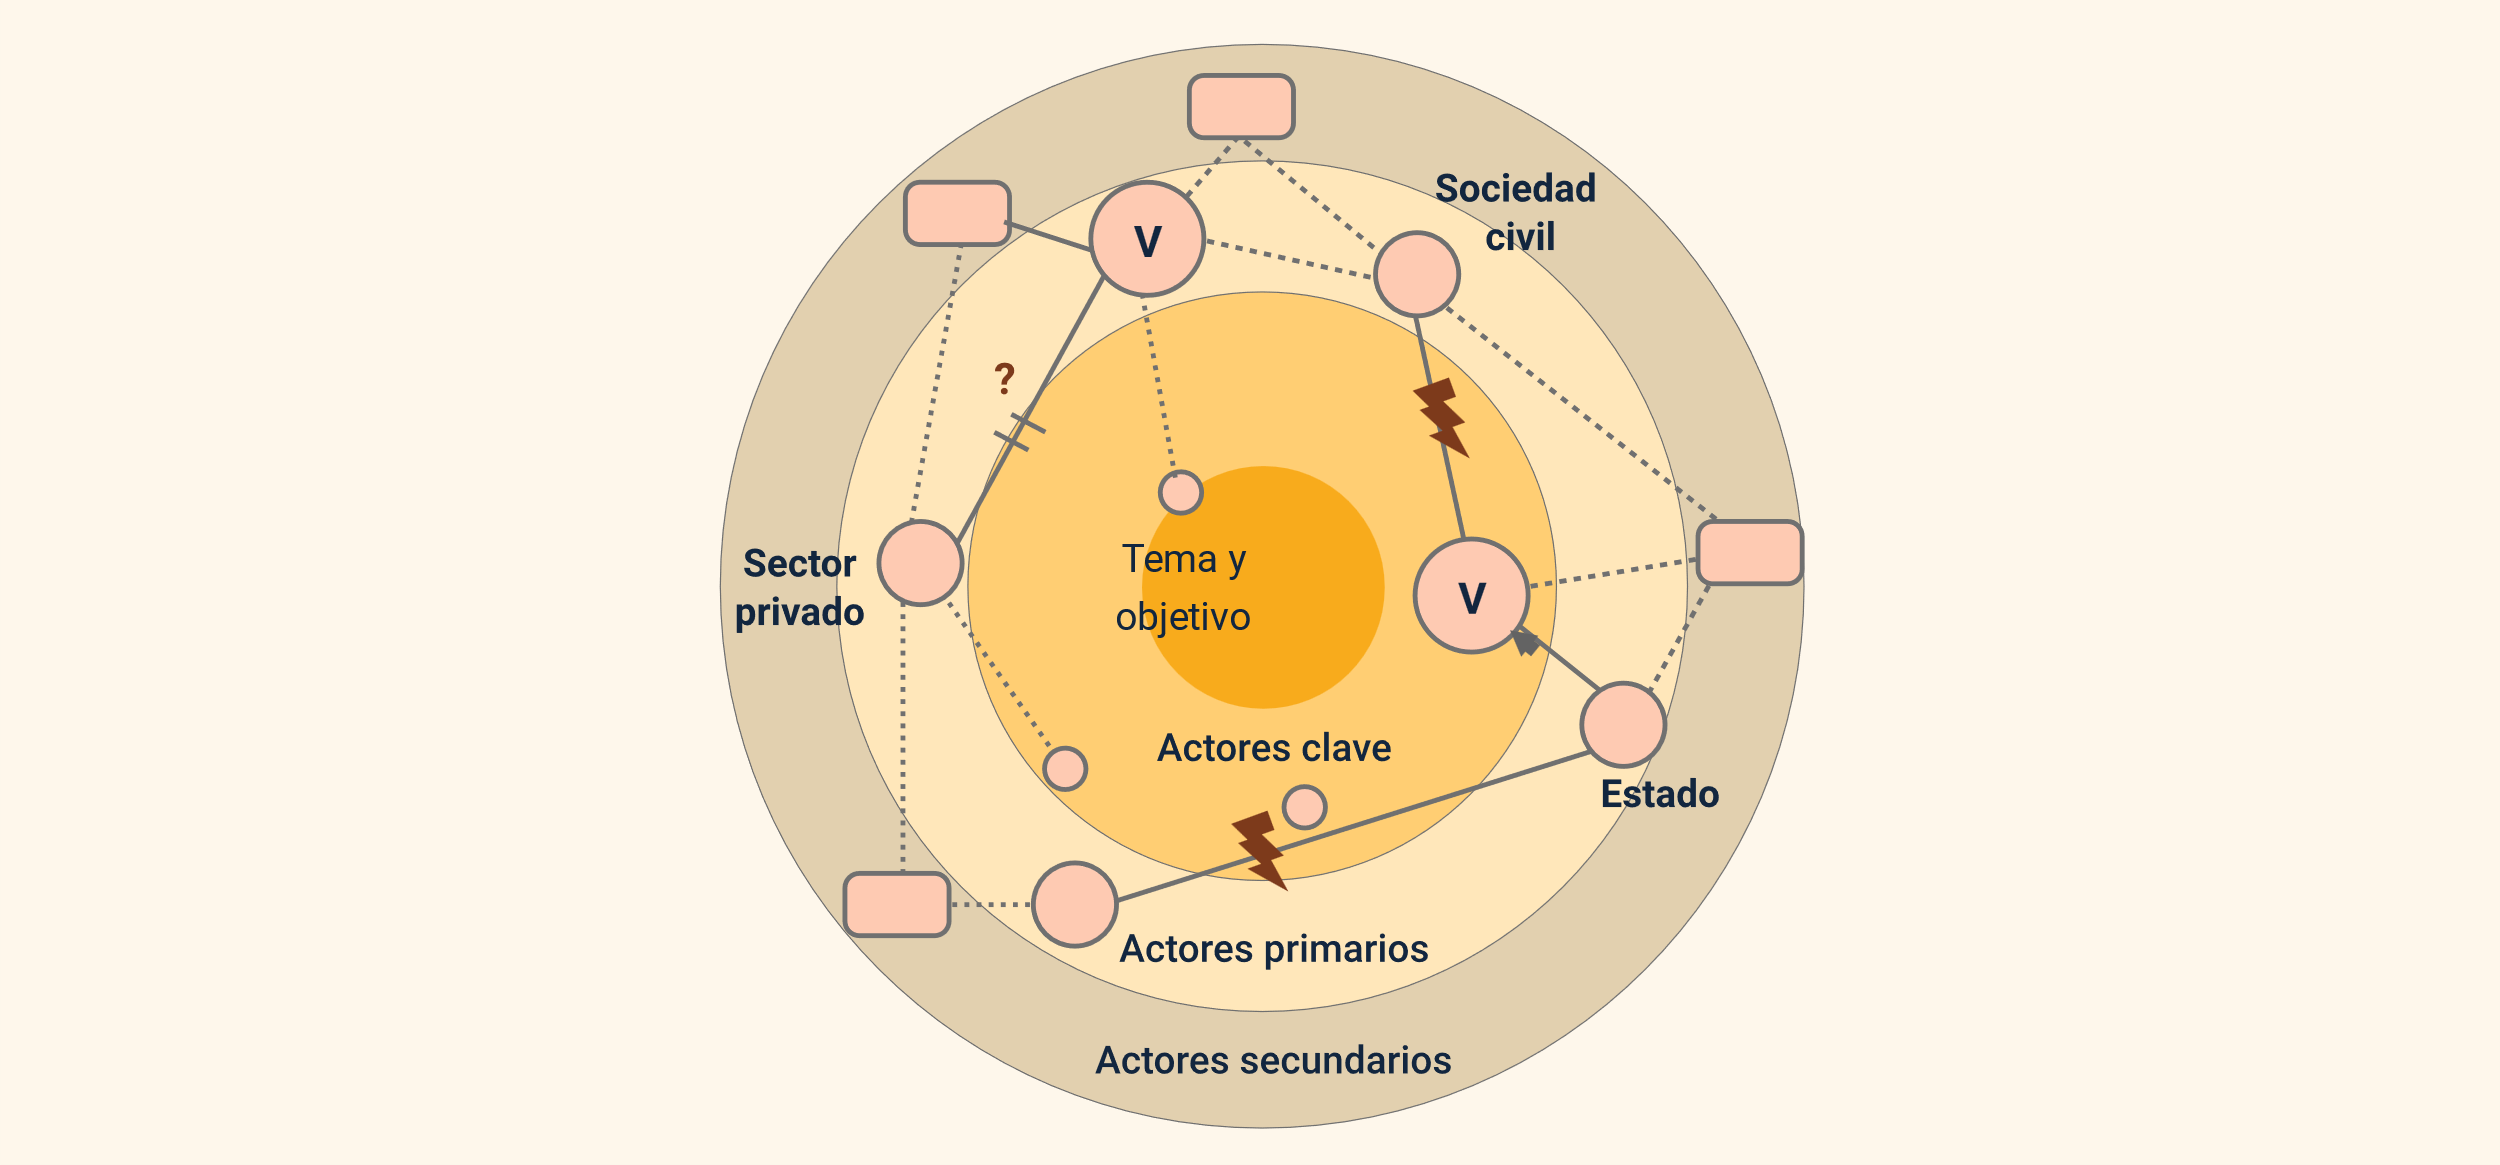 Sociedad
civil
V
?
Sector
privado
Tema y
objetivo
V
Actores clave
Estado
Actores primarios
Actores secundarios